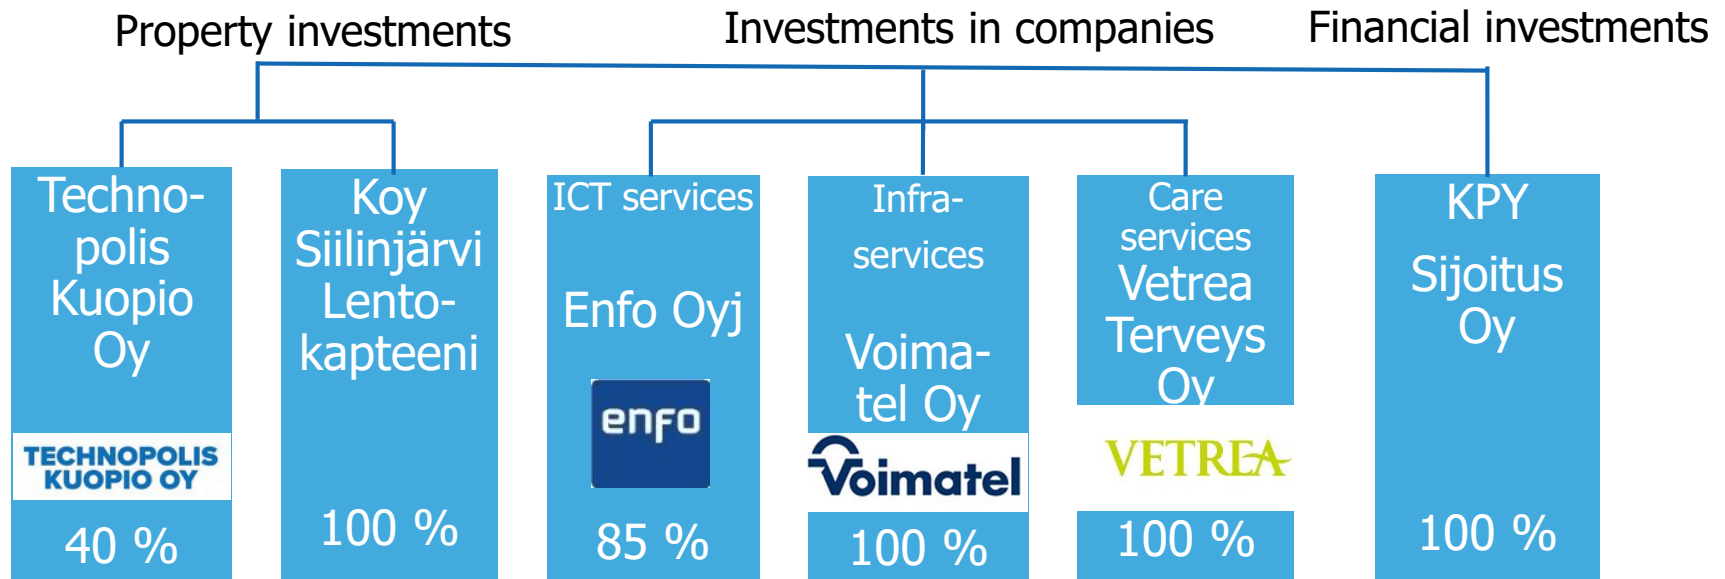 Property investments
Investments in companies
Financial investments
Techno-
polis
Kuopio
Oy
TECHNOPOLIS
KUOPIO OY
40 %
Koy
Siilinjärvi
Lento-
kapteeni
100 %
ICT services
Enfo Oyj
enfo
85 %
Infra-
services
Voima-
tel Oy
Voimatel
100 %
Care
services
Vetrea
Terveys
Oy
VETREA
100 %
KPY
Sijoitus
Oy
100 %